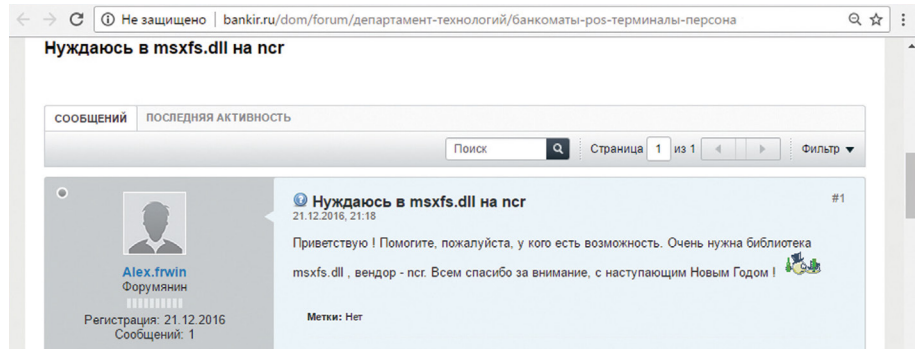 Не защищено | bankir.ru/dom/forum/департамент-технологий/банкоматы-pos-терминалы-персона
Нуждаюсь в msxfs.dll на ncr
СООБЩЕНИЙ ПОСЛЕДНЯЯ АКТИВНОСТЬ
Поиск Страница 1 из 1 Фильтр
Нуждаюсь в msxfs.dll на ncr #1
21.12.2016, 21:18
Приветствую ! Помогите, пожалуйста, у кого есть возможность. Очень нужна библиотека
msxfs.dll , вендор - ncr. Всем спасибо за внимание, с наступающим Новым Годом !
Метки: Нет
Alex.frwin
Форумянин
Регистрация: 21.12.2016
Сообщений: 1